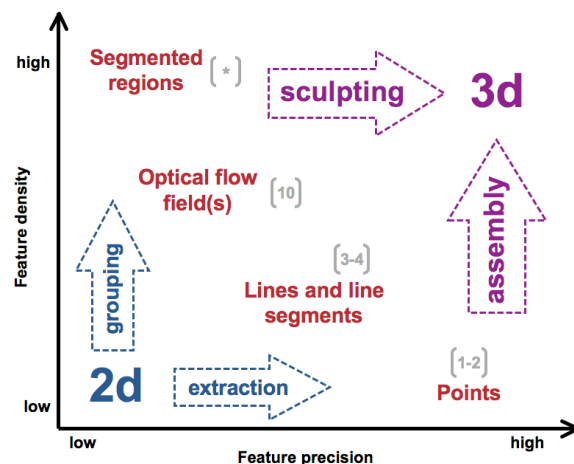 high
Segmented
regions
[*]
sculpting
3d
Feature density
Optical flow
field(s)
[10]
grouping
assembly
[3-4]
Lines and line
segments
2d
extraction
[1-2]
Points
low
low
high
Feature precision